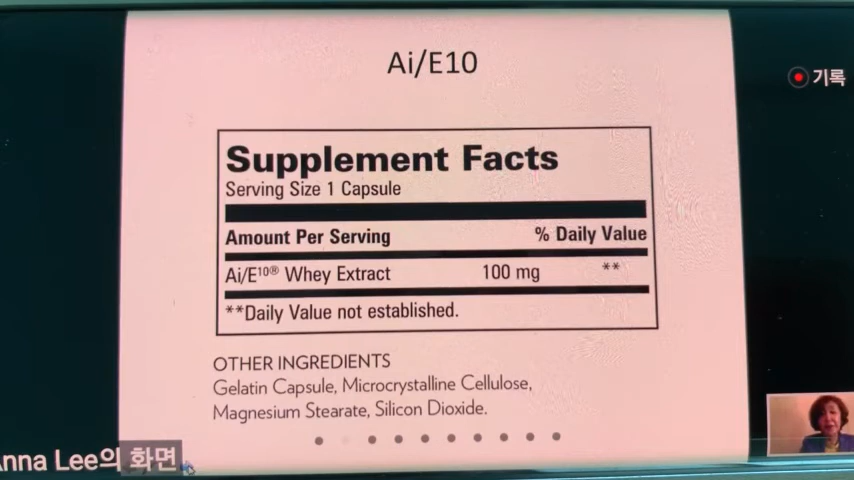 Ai/E10
기록
Supplement Facts
Serving Size 1 Capsule
Amount Per Serving % Daily Value
Ai/E¹⁰® Whey Extract 100 mg **
**Daily Value not established.
OTHER INGREDIENTS
Gelatin Capsule, Microcrystalline Cellulose,
Magnesium Stearate, Silicon Dioxide.
nna Lee의 화면